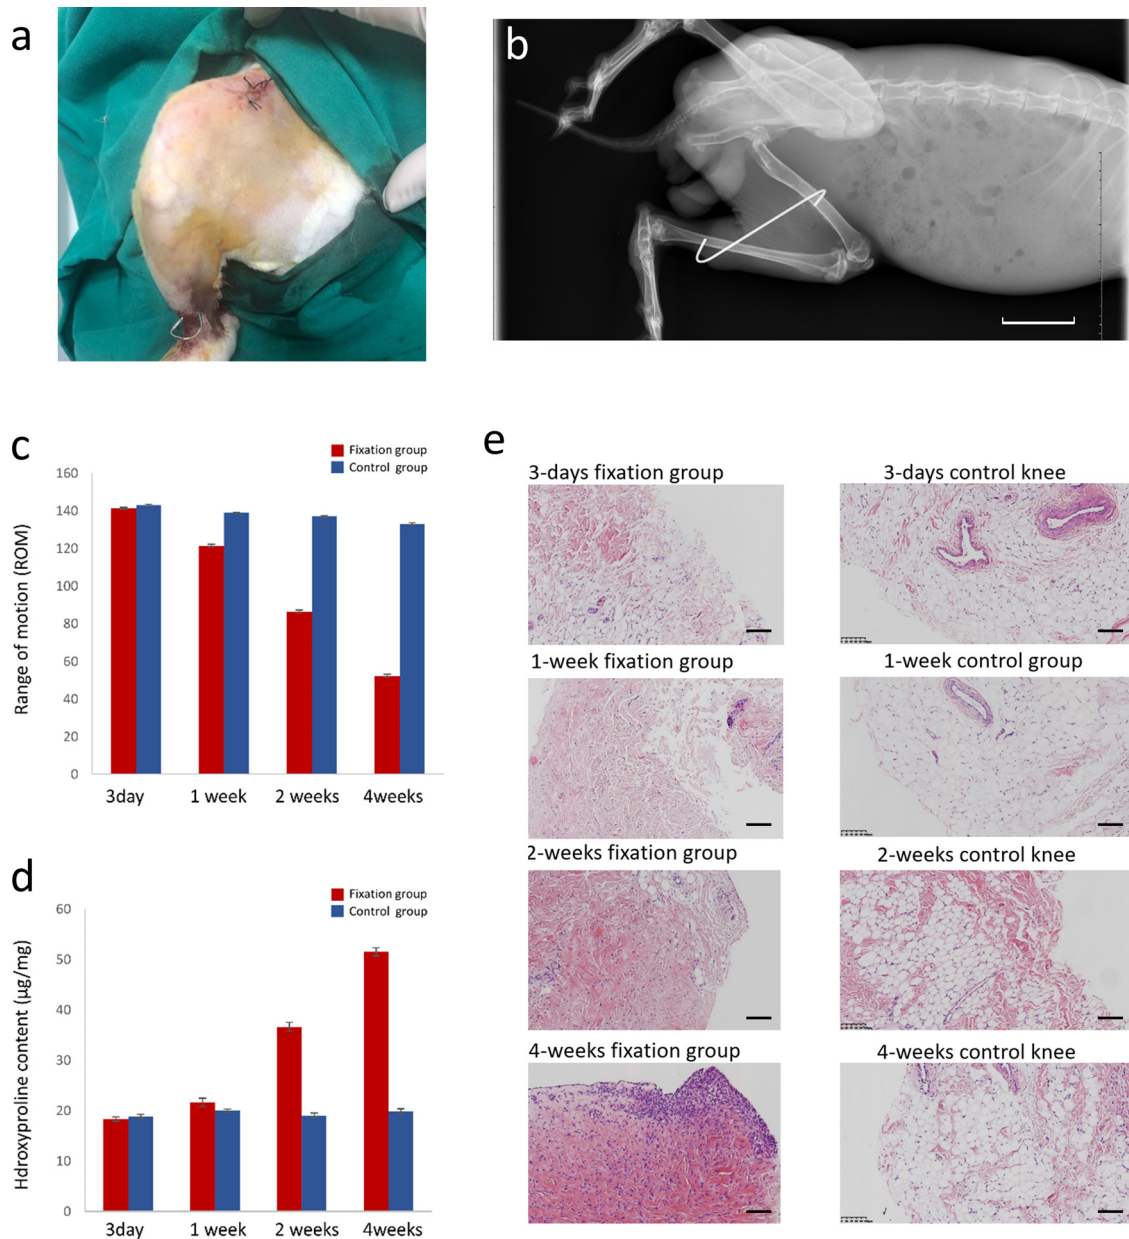 a
b
c
Fixation group
Control group
Range of motion (ROM)
160
140
120
100
80
60
40
20
0
3day
1 week
2 weeks
4weeks
d
Fixation group
Control group
Hdroxyproline content (µg/mg)
60
50
40
30
20
10
0
3day
1 week
2 weeks
4weeks
e
3-days fixation group
3-days control knee
1-week fixation group
1-week control group
2-weeks fixation group
2-weeks control knee
4-weeks fixation group
4-weeks control knee